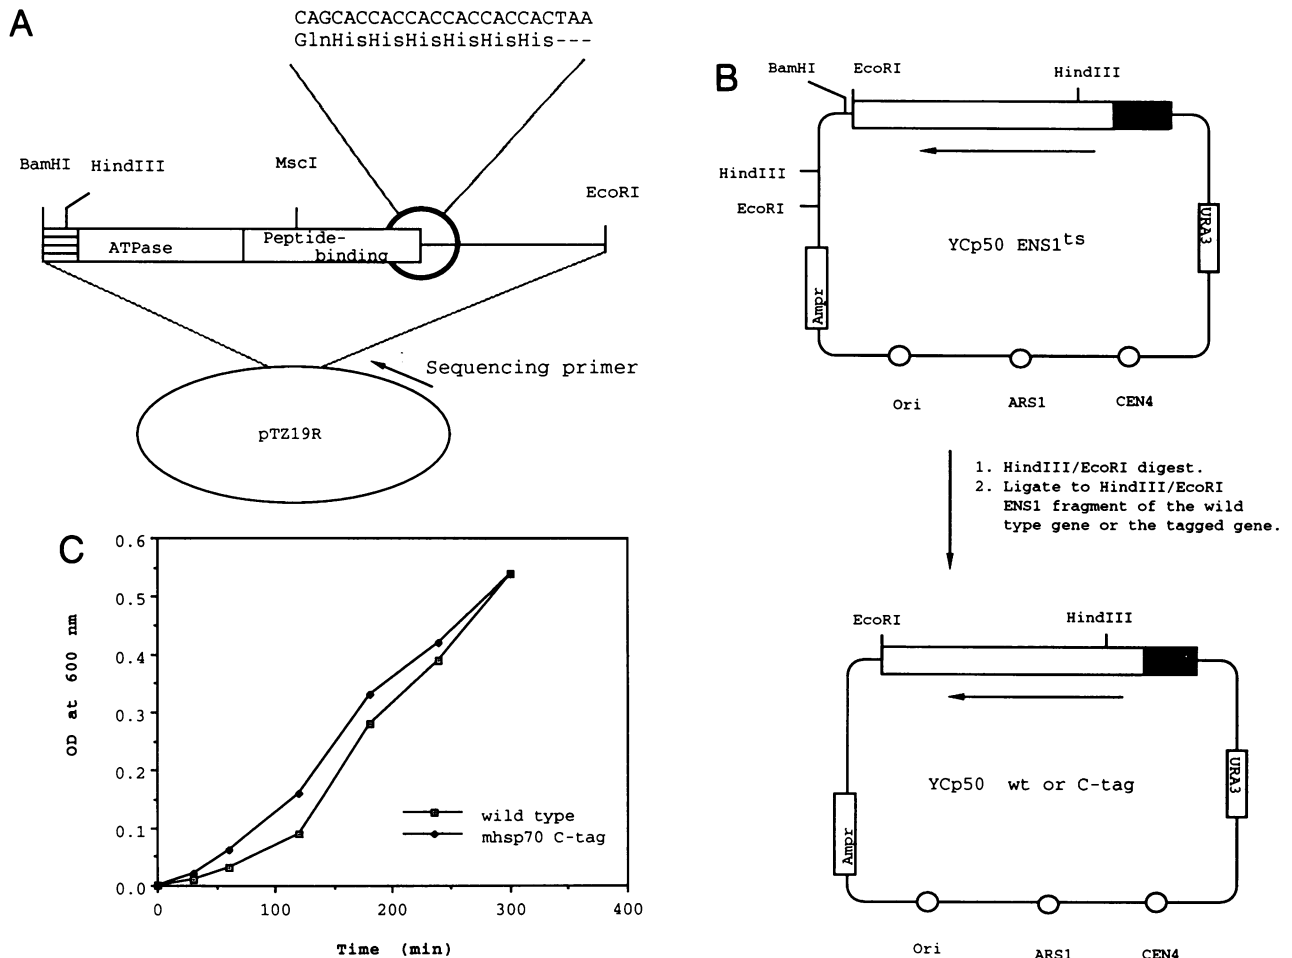 A
CAGCACCACCACCACCACCACTAA
GlnHisHisHisHisHisHis---
BamHI
HindIII
MscI
EcoRI
ATPase
Peptide-
binding
Sequencing primer
pTZ19R
B
BamHI
EcoRI
HindIII
HindIII
EcoRI
YCp50 ENS1ts
URA3
Ampr
Ori
ARS1
CEN4
1. HindIII/EcoRI digest.
2. Ligate to HindIII/EcoRI
ENS1 fragment of the wild
type gene or the tagged gene.
EcoRI
HindIII
YCp50 wt or C-tag
URA3
Ampr
Ori
ARS1
CEN4
C
0.6
0.5
0.4
0.3
0.2
0.1
0.0
OD at 600 nm
wild type
mhsp70 C-tag
0
100
200
300
400
Time (min)